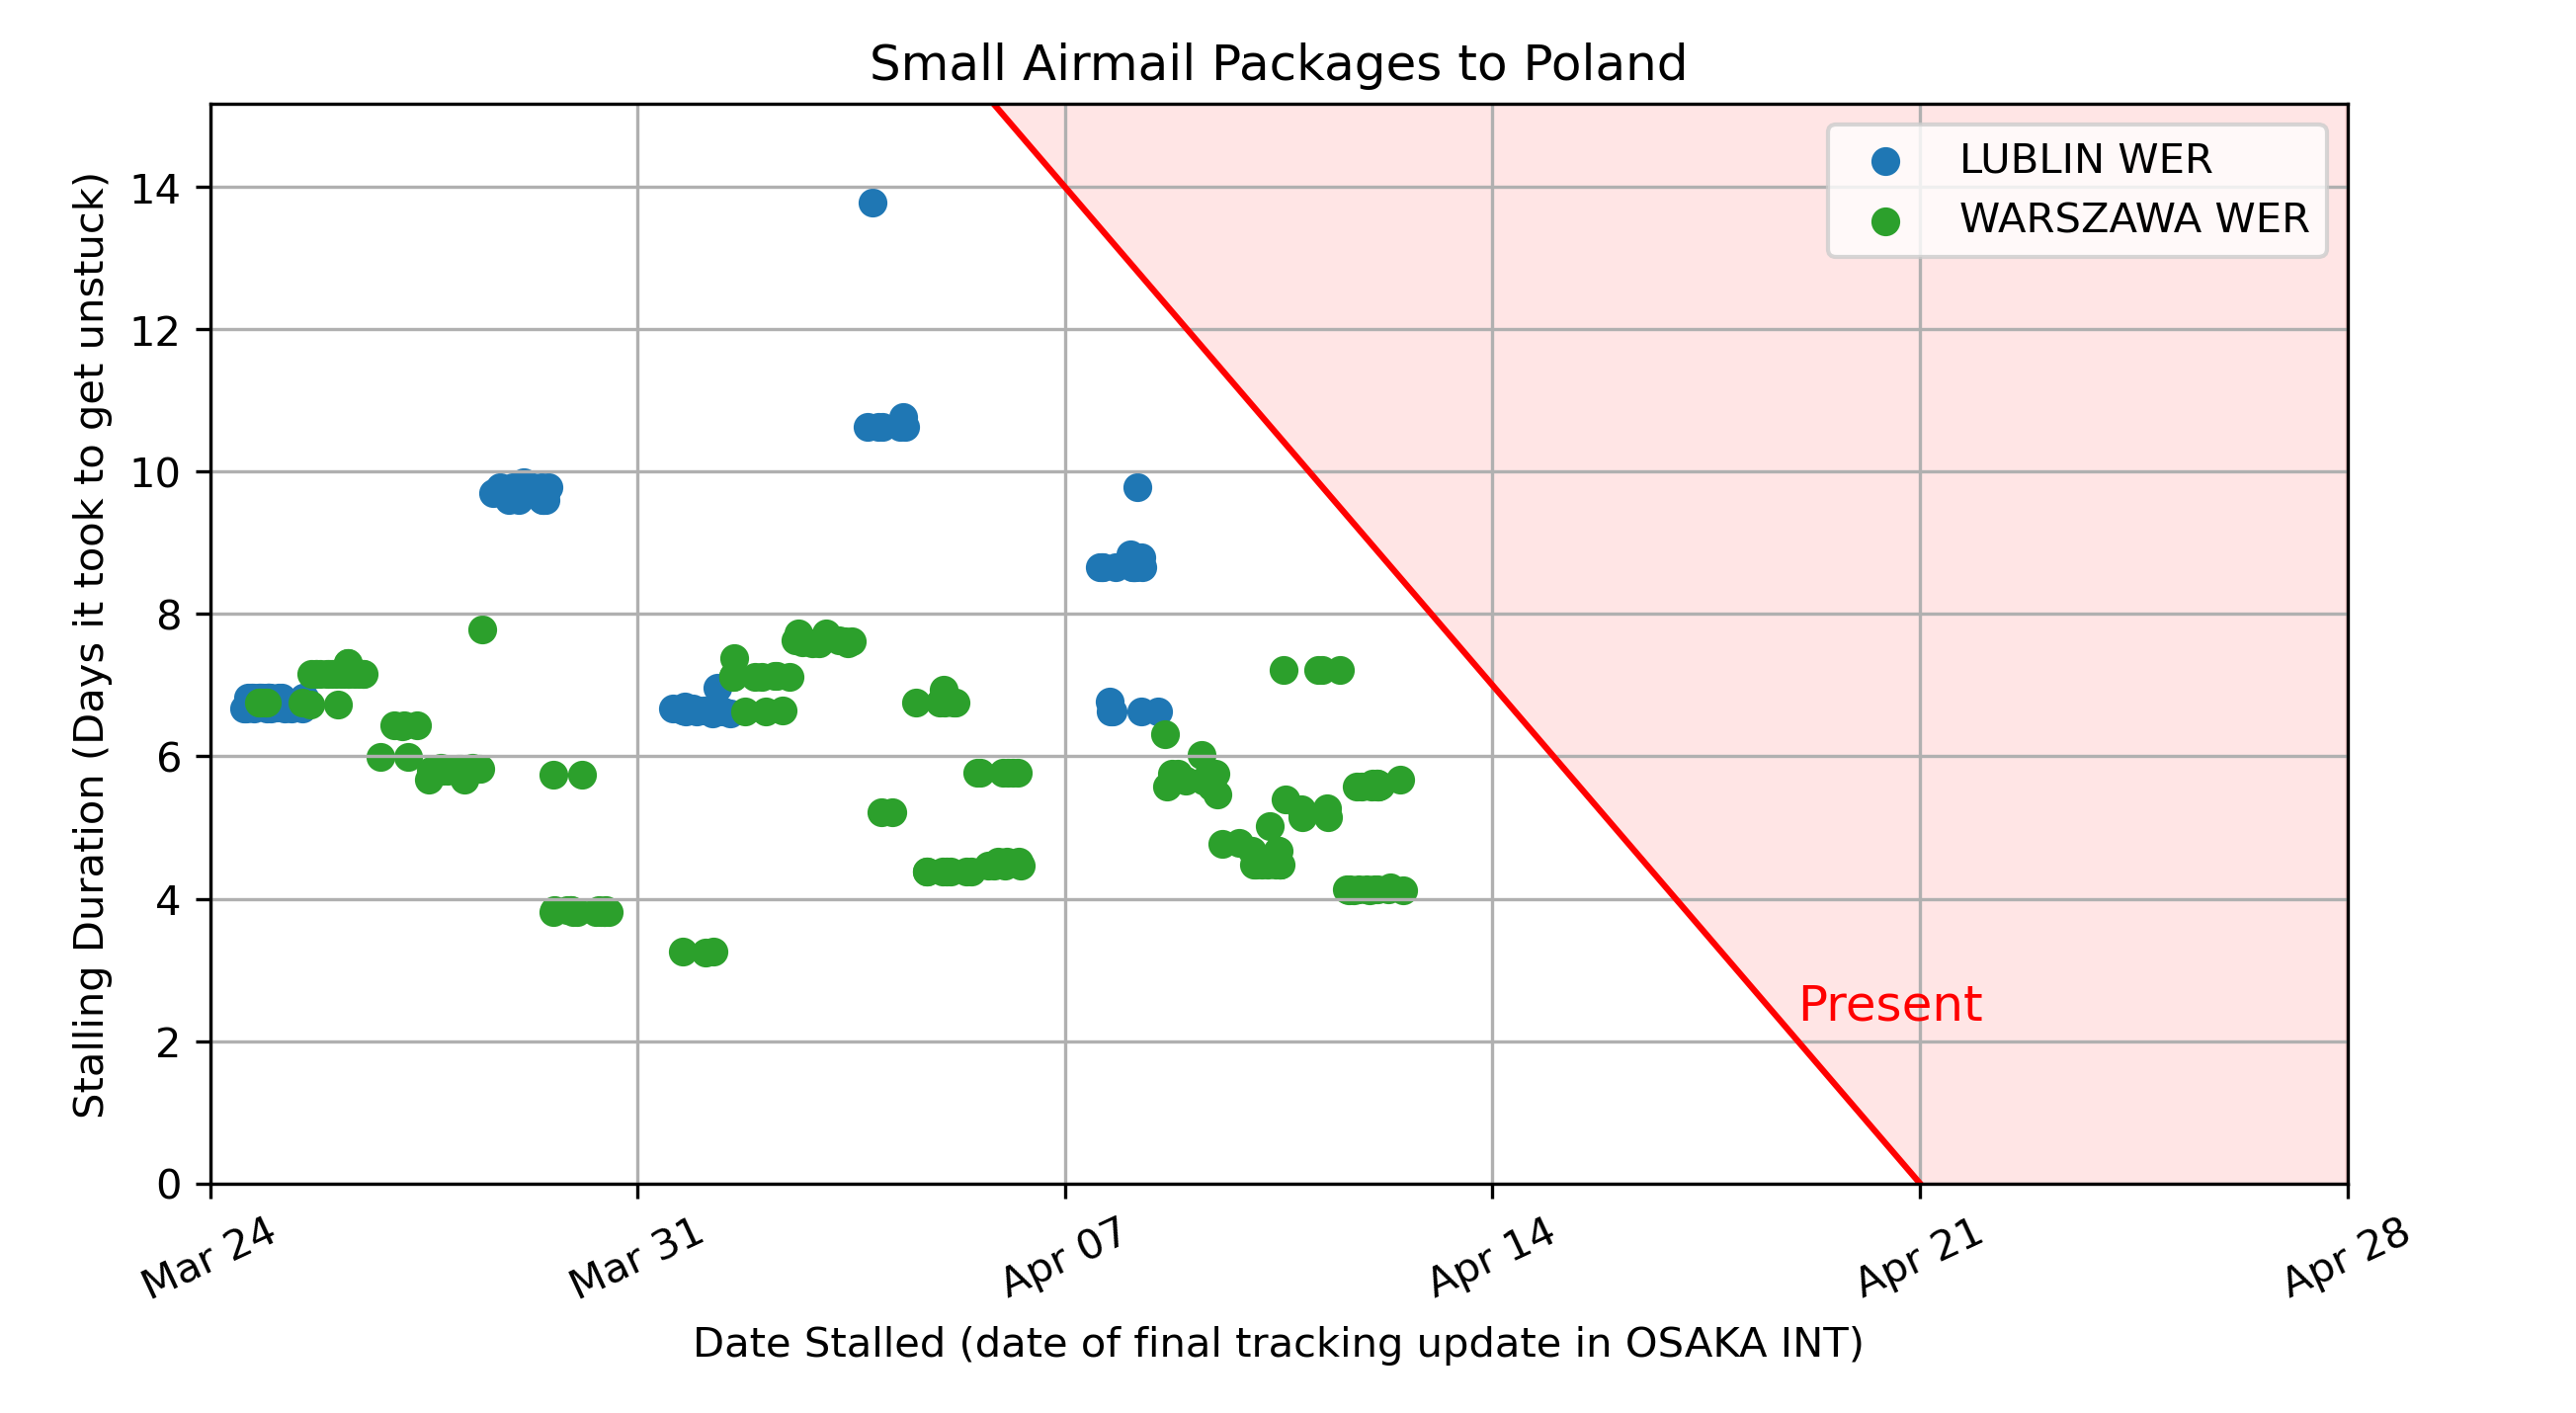 Small Airmail Packages to Poland
Stalling Duration (Days it took to get unstuck)
14
12
10
8
6
4
2
0
LUBLIN WER
WARSZAWA WER
Present
Mar 24
Mar 31
Apr 07
Apr 14
Apr 21
Apr 28
Date Stalled (date of final tracking update in OSAKA INT)